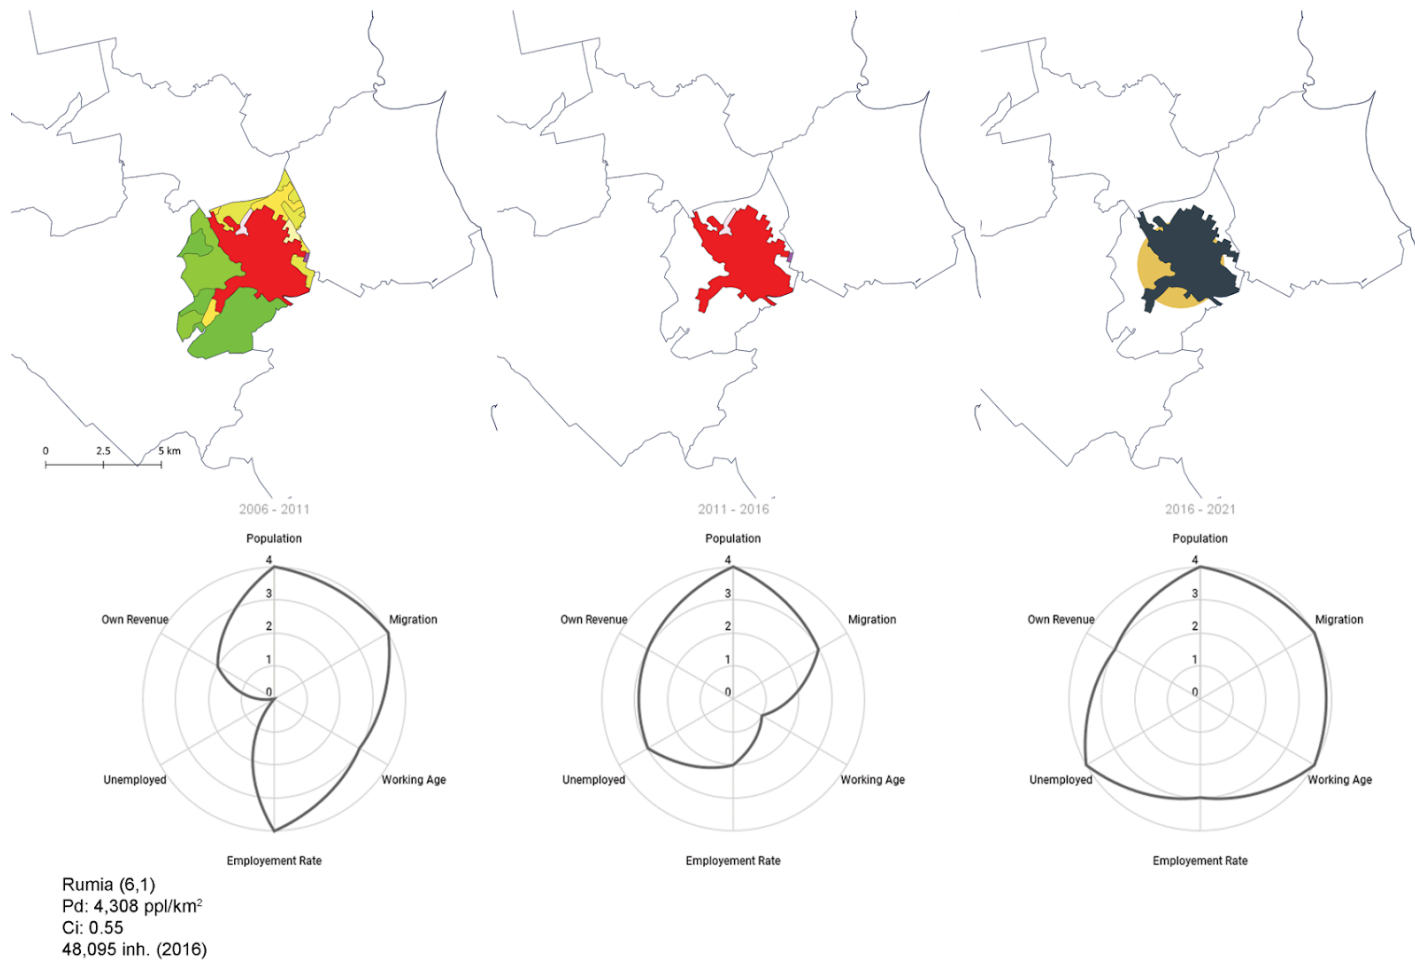 0 2.5 5 km
2006 - 2011
Population
4
3
2
1
0
Own Revenue
Migration
Unemployed
Working Age
Employement Rate
2011 - 2016
Population
4
3
2
1
0
Own Revenue
Migration
Unemployed
Working Age
Employement Rate
2016 - 2021
Population
4
3
2
1
0
Own Revenue
Migration
Unemployed
Working Age
Employement Rate
Rumia (6,1)
Pd: 4,308 ppl/km²
Ci: 0.55
48,095 inh. (2016)